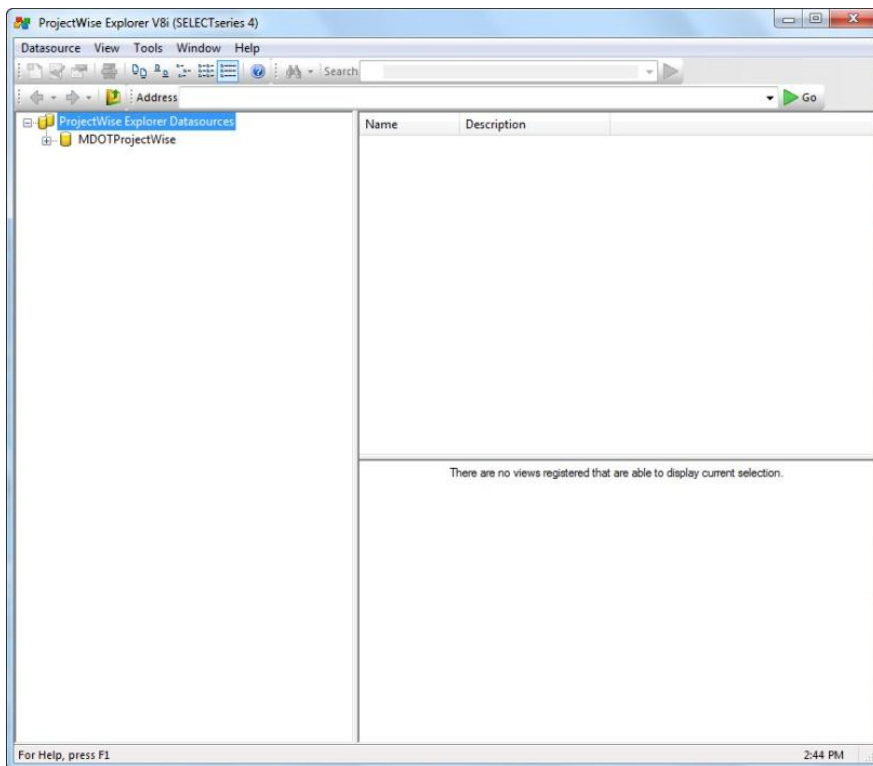 ProjectWise Explorer V8i (SELECTseries 4)
Datasource View Tools Window Help
Search
Address
Go
ProjectWise Explorer Datasources
MDOTProjectWise
Name Description
There are no views registered that are able to display current selection.
For Help, press F1
2:44 PM